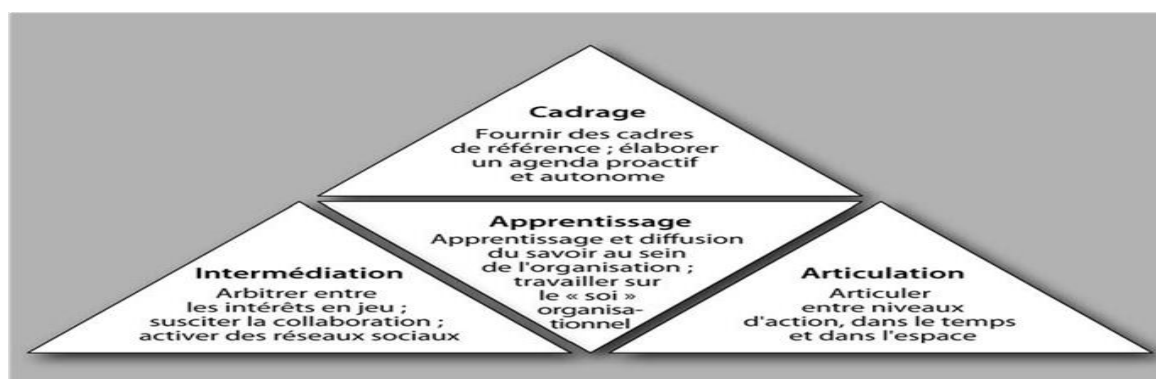 Cadrage
Fournir des cadres
de référence ; élaborer
un agenda proactif
et autonome
Apprentissage
Apprentissage et diffusion
du savoir au sein
de l'organisation ;
travailler sur
le « soi »
organisa-
tionnel
Intermédiation
Arbitrer entre
les intérêts en jeu ;
susciter la collaboration ;
activer des réseaux sociaux
Articulation
Articuler
entre niveaux
d'action, dans le temps
et dans l'espace